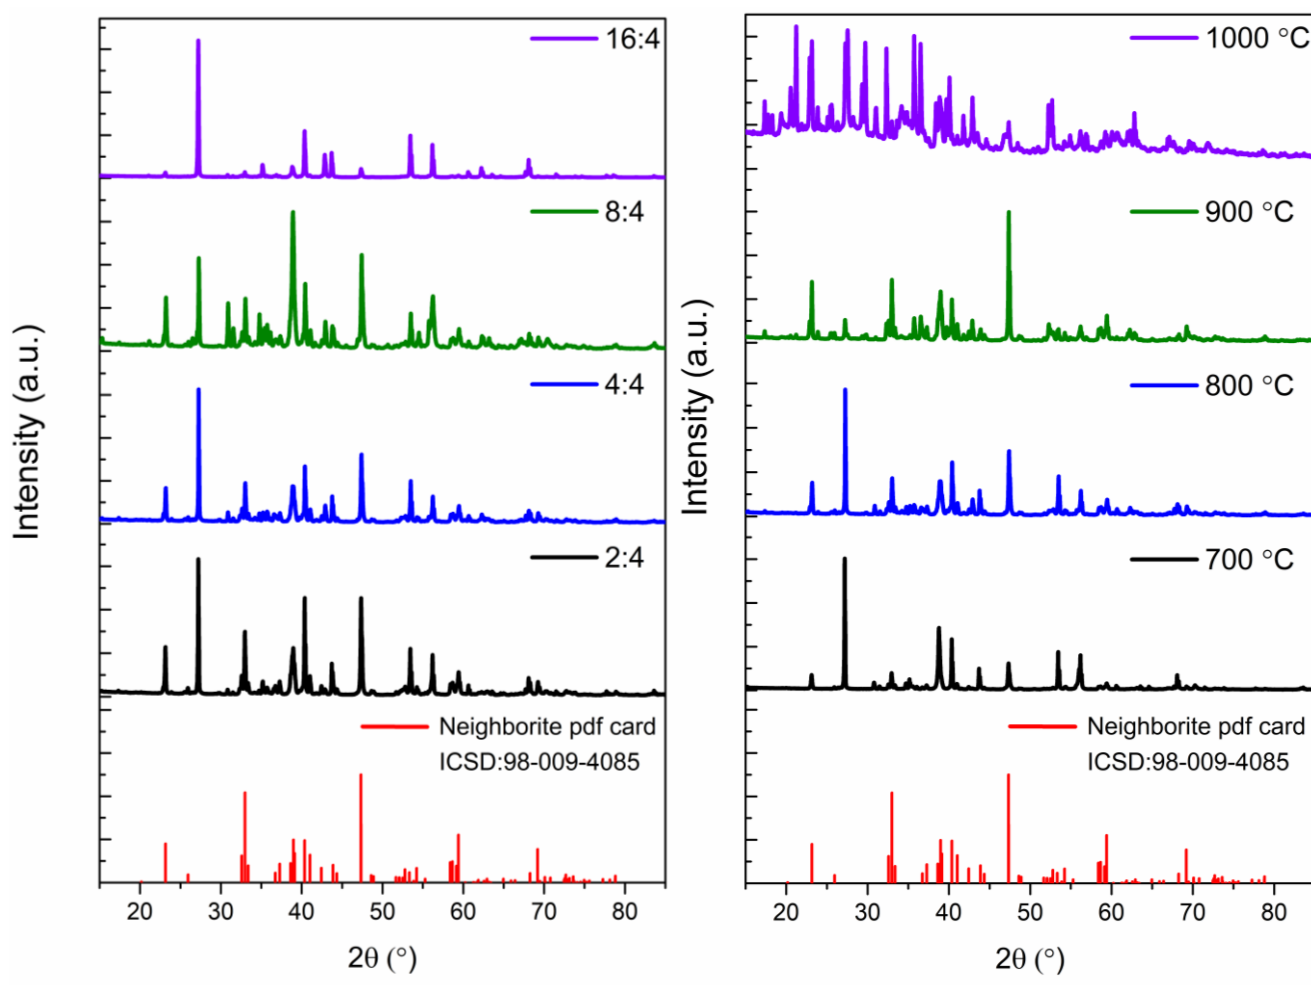 16:4
8:4
4:4
2:4
Neighborite pdf card
ICSD:98-009-4085
Intensity (a.u.)
20 30 40 50 60 70 80
2θ (°)
1000 °C
900 °C
800 °C
700 °C
Neighborite pdf card
ICSD:98-009-4085
Intensity (a.u.)
20 30 40 50 60 70 80
2θ (°)